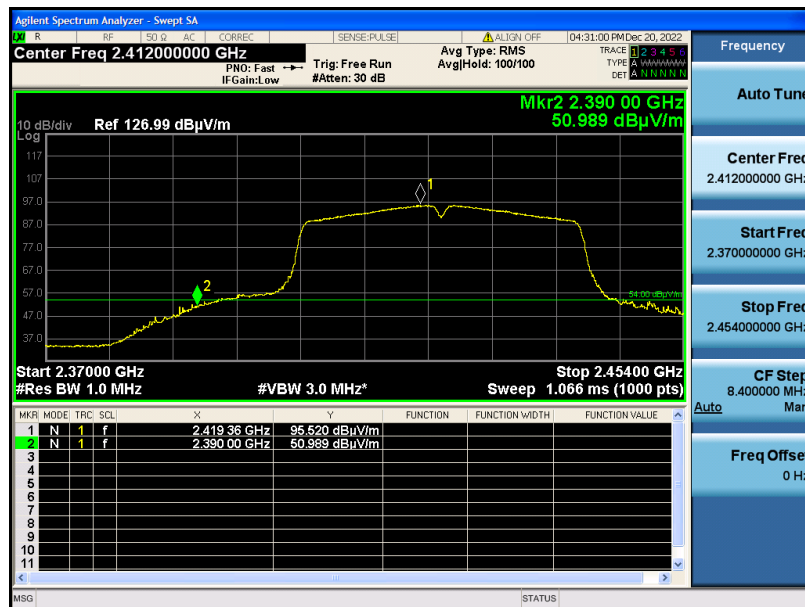 Agilent Spectrum Analyzer - Swept SA
LXI R RF 50 Ω AC CORREC SENSE:PULSE ALIGN OFF 04:31:00 PM Dec 20, 2022
Center Freq 2.412000000 GHz
PNO: Fast
IFGain:Low
Trig: Free Run
#Atten: 30 dB
Avg Type: RMS
Avg|Hold: 100/100
TRACE 1 2 3 4 5 6
TYPE A WWWWW
DET A N N N N N
Mkr2 2.390 00 GHz
50.989 dBµV/m
10 dB/div Ref 126.99 dBµV/m
Log
117
107
97.0
87.0
77.0
67.0
57.0
47.0
37.0
1
2
54.00 dBµV/m
Start 2.37000 GHz Stop 2.45400 GHz
#Res BW 1.0 MHz #VBW 3.0 MHz* Sweep 1.066 ms (1000 pts)
MKR MODE TRC SCL X Y FUNCTION FUNCTION WIDTH FUNCTION VALUE
1 N 1 f 2.419 36 GHz 95.520 dBµV/m
2 N 1 f 2.390 00 GHz 50.989 dBµV/m
3
4
5
6
7
8
9
10
11
MSG STATUS
Frequency
Auto Tune
Center Freq
2.412000000 GHz
Start Freq
2.370000000 GHz
Stop Freq
2.454000000 GHz
CF Step
8.400000 MHz
Auto Man
Freq Offset
0 Hz